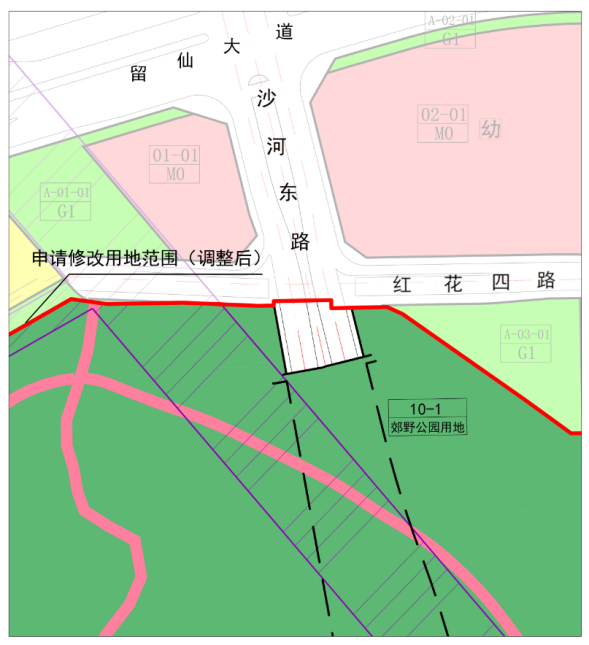 留仙大道
A-02-01
G1
沙河东路
02-01
M0
幼
01-01
M0
A-01-01
G1
申请修改用地范围（调整后）
红花四路
A-03-01
G1
10-1
郊野公园用地